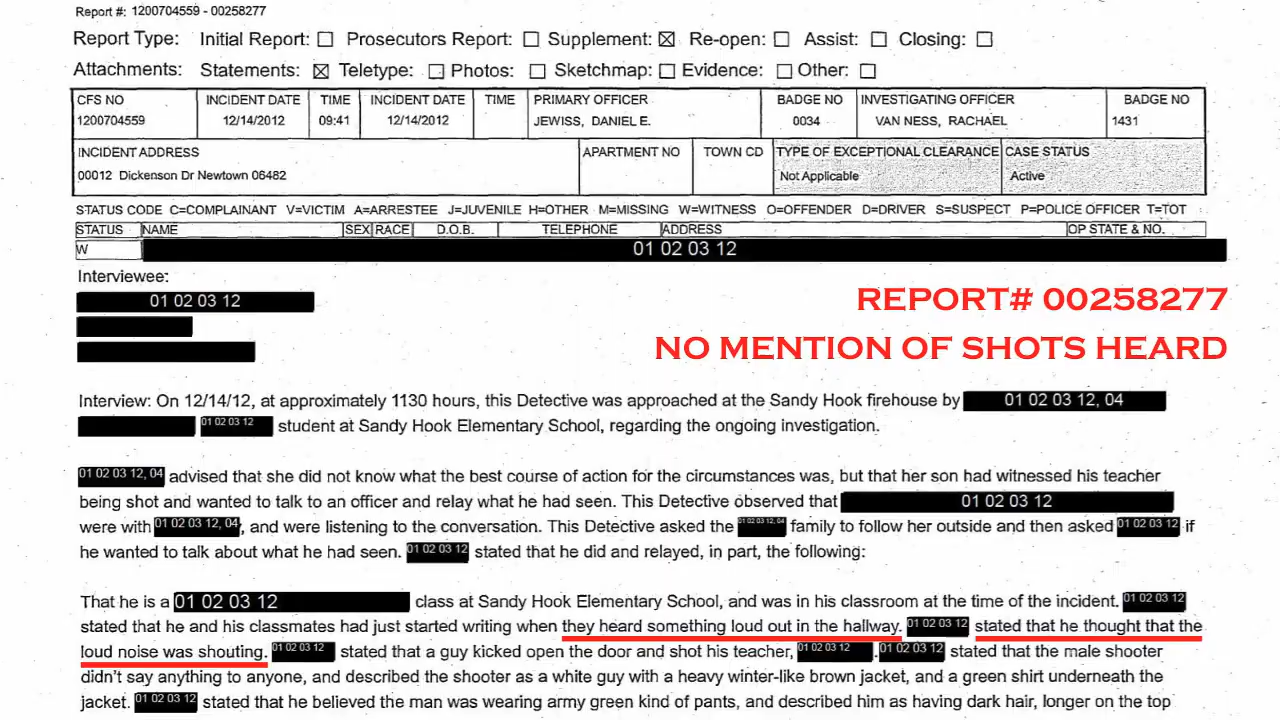 Report #: 1200704559 - 00258277
Report Type: Initial Report: ☐ Prosecutors Report: ☐ Supplement: ☒ Re-open: ☐ Assist: ☐ Closing: ☐
Attachments: Statements: ☒ Teletype: ☐ Photos: ☐ Sketchmap: ☐ Evidence: ☐ Other: ☐
CFS NO INCIDENT DATE TIME INCIDENT DATE TIME PRIMARY OFFICER BADGE NO INVESTIGATING OFFICER BADGE NO
1200704559 12/14/2012 09:41 12/14/2012 JEWISS, DANIEL E. 0034 VAN NESS, RACHAEL 1431
INCIDENT ADDRESS APARTMENT NO TOWN CD TYPE OF EXCEPTIONAL CLEARANCE CASE STATUS
00012 Dickenson Dr Newtown 06482 Not Applicable Active
STATUS CODE C=COMPLAINANT V=VICTIM A=ARRESTEE J=JUVENILE H=OTHER M=MISSING W=WITNESS O=OFFENDER D=DRIVER S=SUSPECT P=POLICE OFFICER T=TOT
STATUS NAME SEX RACE D.O.B. TELEPHONE ADDRESS OP STATE & NO.
W 01 02 03 12
Interviewee:
01 02 03 12
REPORT# 00258277
NO MENTION OF SHOTS HEARD
Interview: On 12/14/12, at approximately 1130 hours, this Detective was approached at the Sandy Hook firehouse by 01 02 03 12, 04
01 02 03 12 student at Sandy Hook Elementary School, regarding the ongoing investigation.
01 02 03 12, 04 advised that she did not know what the best course of action for the circumstances was, but that her son had witnessed his teacher
being shot and wanted to talk to an officer and relay what he had seen. This Detective observed that 01 02 03 12
were with 01 02 03 12, 04, and were listening to the conversation. This Detective asked the 01 02 03 12, 04 family to follow her outside and then asked 01 02 03 12 if
he wanted to talk about what he had seen. 01 02 03 12 stated that he did and relayed, in part, the following:
That he is a 01 02 03 12 class at Sandy Hook Elementary School, and was in his classroom at the time of the incident. 01 02 03 12
stated that he and his classmates had just started writing when they heard something loud out in the hallway. 01 02 03 12 stated that he thought that the
loud noise was shouting. 01 02 03 12 stated that a guy kicked open the door and shot his teacher, 01 02 03 12. 01 02 03 12 stated that the male shooter
didn't say anything to anyone, and described the shooter as a white guy with a heavy winter-like brown jacket, and a green shirt underneath the
jacket. 01 02 03 12 stated that he believed the man was wearing army green kind of pants, and described him as having dark hair, longer on the top